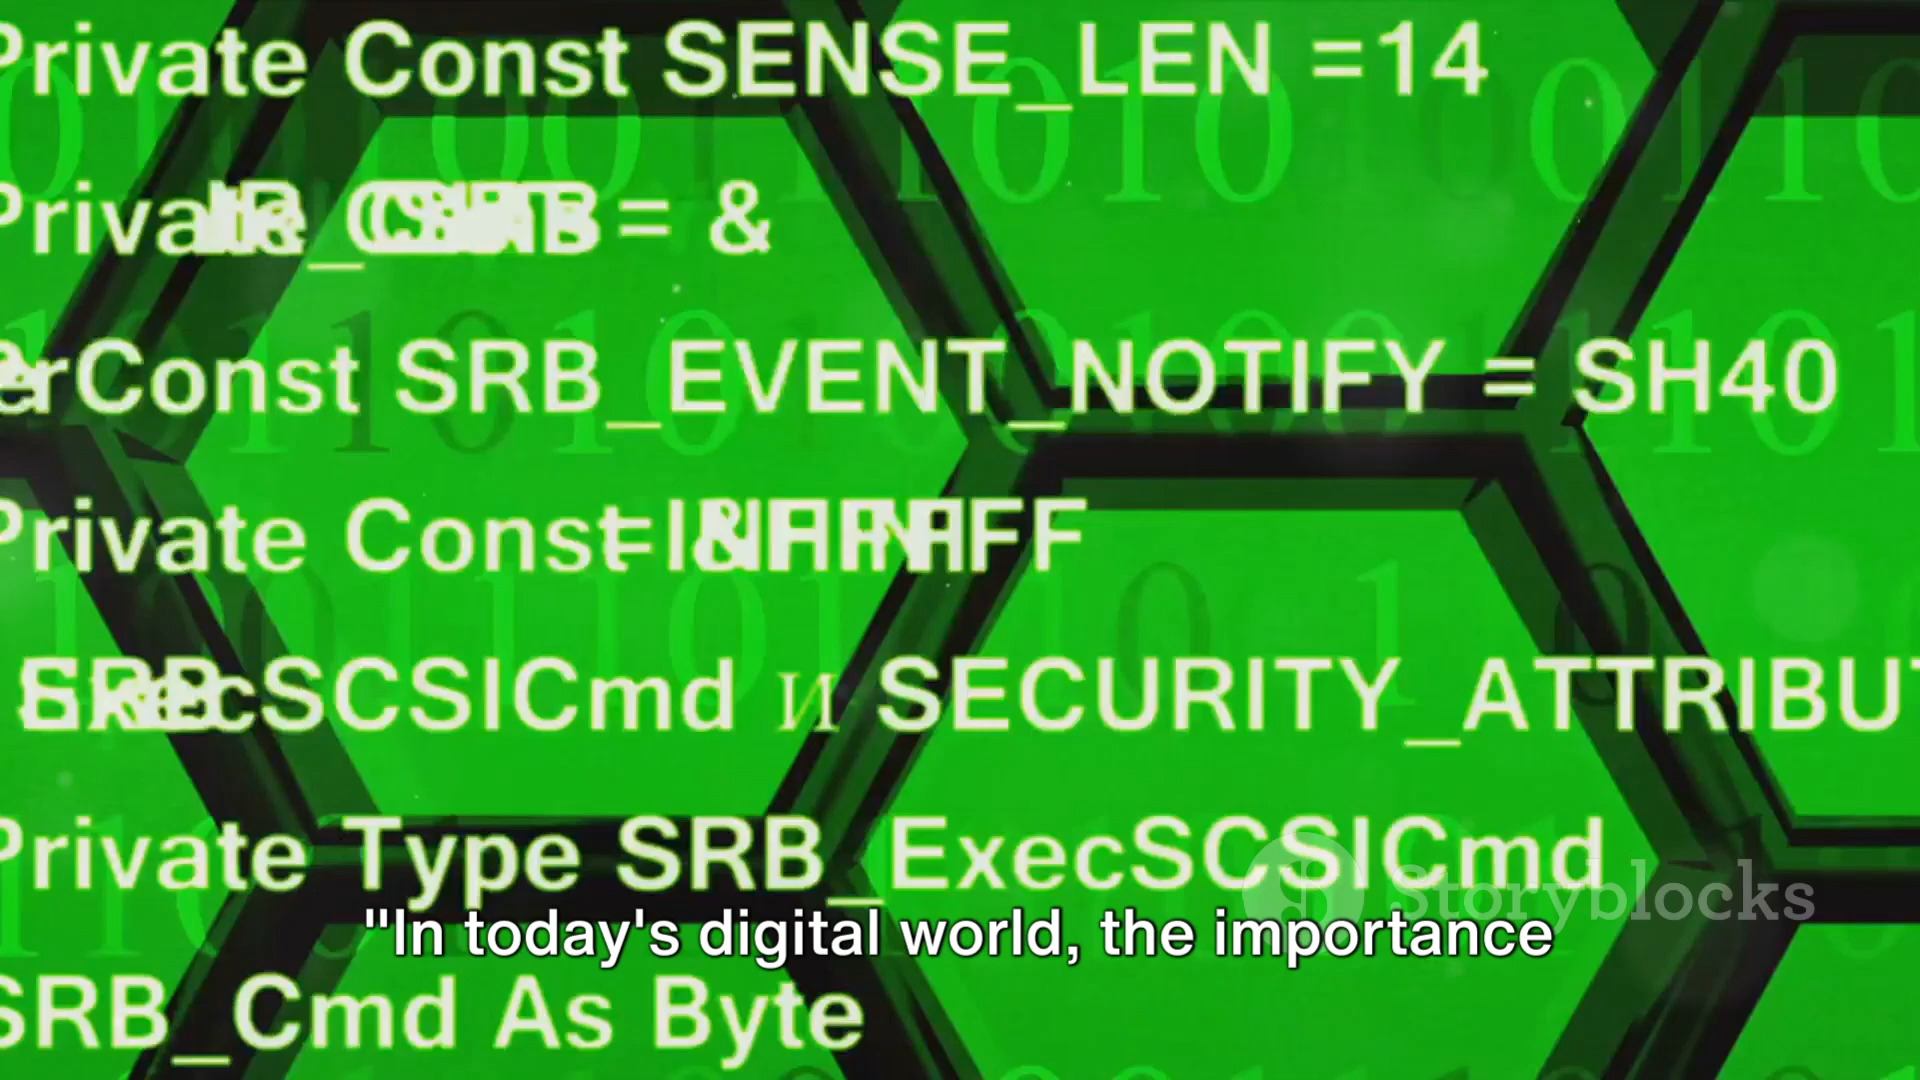 Private Const SENSE_LEN =14
= &
Const SRB_EVENT_NOTIFY = SH40
Private Const
SCSICmd И SECURITY_ATTRIBUT
Private Type SRB_ExecSCSICmd
Storyblocks
"In today's digital world, the importance
SRB_Cmd As Byte